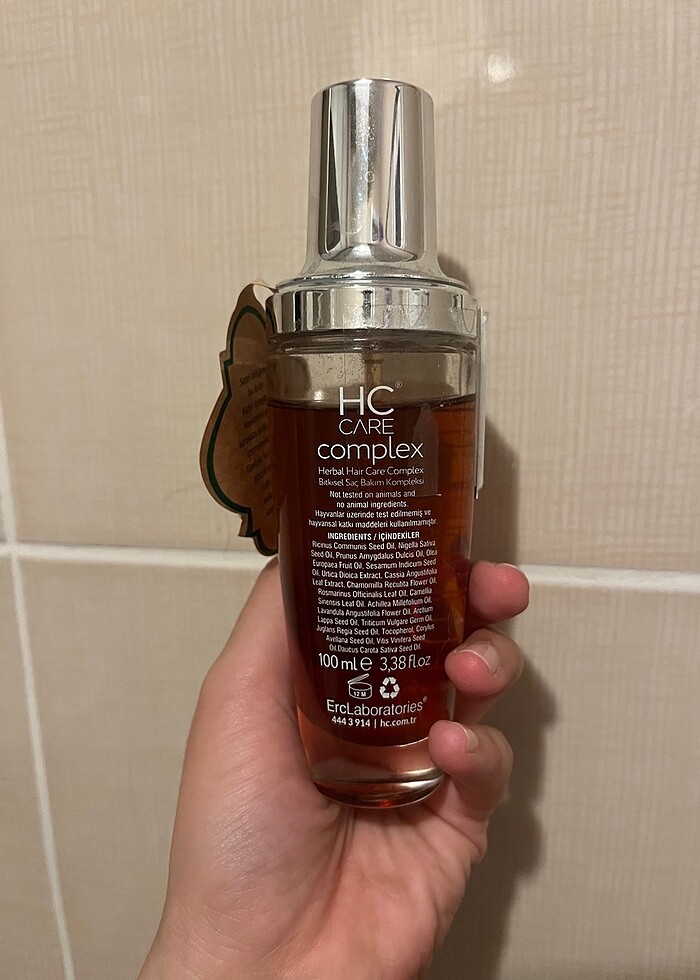 HC®
CARE
complex
Herbal Hair Care Complex
Bitkisel Saç Bakım Kompleksi
Not tested on animals and
no animal ingredients.
Hayvanlar üzerinde test edilmemiş ve
hayvansal katkı maddeleri kullanılmamıştır.
INGREDIENTS / İÇİNDEKİLER
Ricinus Communis Seed Oil, Nigella Sativa
Seed Oil, Prunus Amygdalus Dulcis Oil, Olea
Europaea Fruit Oil, Sesamum Indicum Seed
Oil, Urtica Dioica Extract, Cassia Angustifolia
Leaf Extract, Chamomilla Recutita Flower Oil,
Rosmarinus Officinalis Leaf Oil, Camellia
Sinensis Leaf Oil, Achillea Millefolium Oil,
Lavandula Angustifolia Flower Oil, Arctium
Lappa Seed Oil, Triticum Vulgare Germ Oil,
Juglans Regia Seed Oil, Tocopherol, Corylus
Avellana Seed Oil, Vitis Vinifera Seed
Oil,Daucus Carota Sativa Seed Oil.
100 ml e 3,38 fl.oz
12 M
ErcLaboratories®
444 3 914 | hc.com.tr